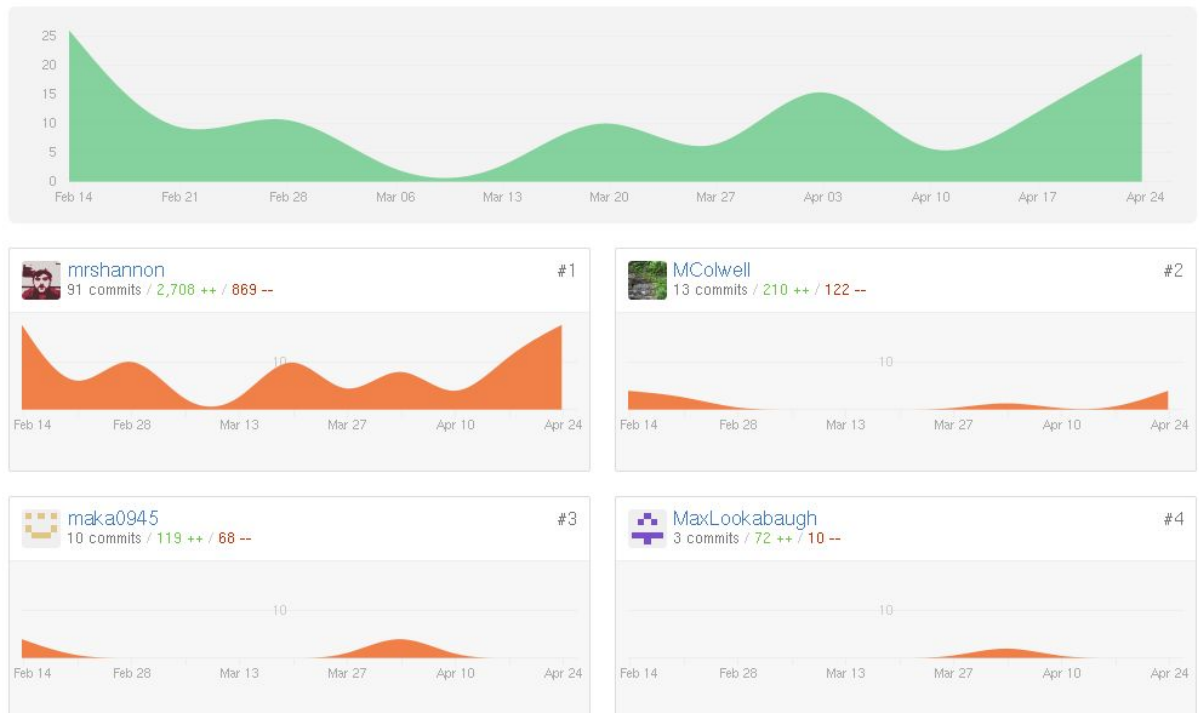 25
20
15
10
5
0
Feb 14 Feb 21 Feb 28 Mar 06 Mar 13 Mar 20 Mar 27 Apr 03 Apr 10 Apr 17 Apr 24
mrshannon #1
91 commits / 2,708 ++ / 869 --
10
Feb 14 Feb 28 Mar 13 Mar 27 Apr 10 Apr 24
MColwell #2
13 commits / 210 ++ / 122 --
10
Feb 14 Feb 28 Mar 13 Mar 27 Apr 10 Apr 24
maka0945 #3
10 commits / 119 ++ / 68 --
10
Feb 14 Feb 28 Mar 13 Mar 27 Apr 10 Apr 24
MaxLookabaugh #4
3 commits / 72 ++ / 10 --
10
Feb 14 Feb 28 Mar 13 Mar 27 Apr 10 Apr 24